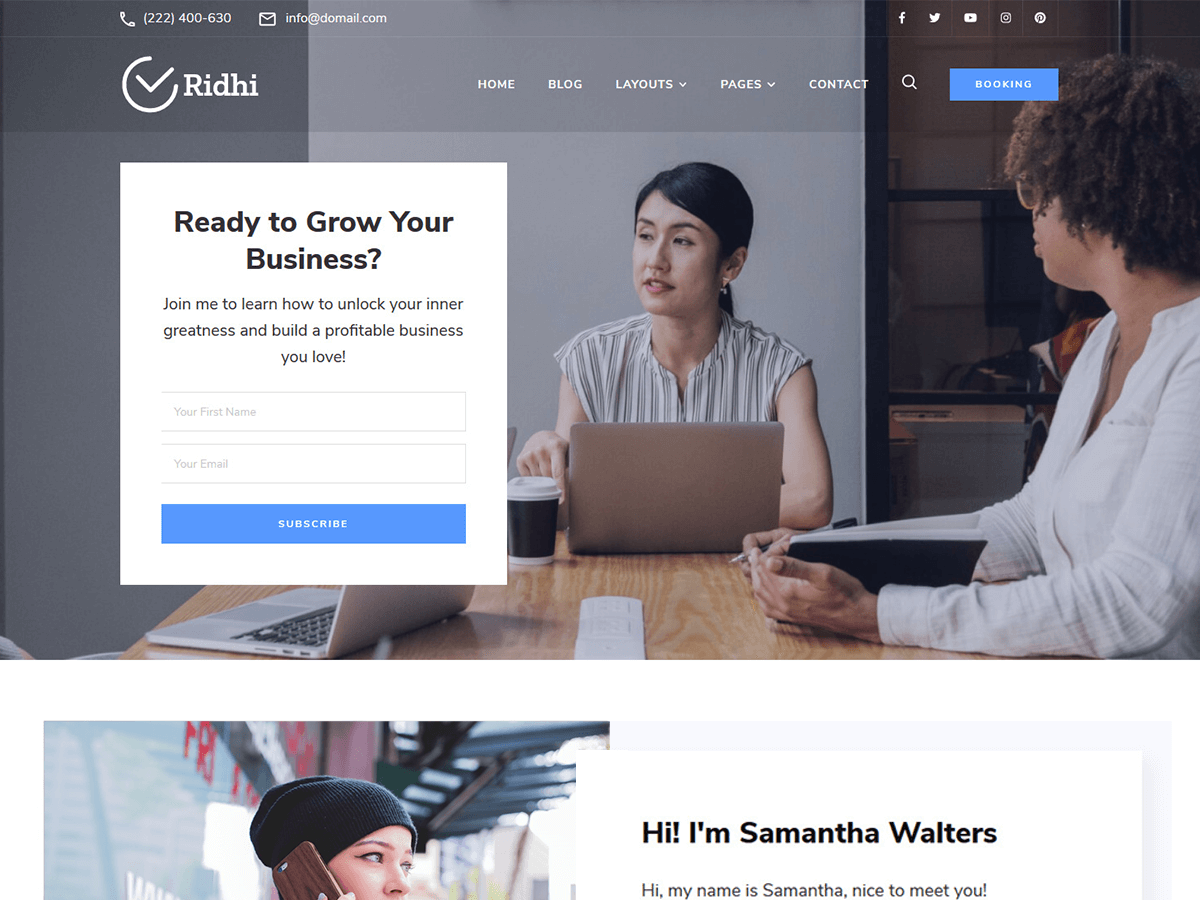 (222) 400-630 info@domail.com
Ridhi
HOME BLOG LAYOUTS PAGES CONTACT BOOKING
Ready to Grow Your
Business?
Join me to learn how to unlock your inner
greatness and build a profitable business
you love!
Your First Name
Your Email
SUBSCRIBE
Hi! I'm Samantha Walters
Hi, my name is Samantha, nice to meet you!